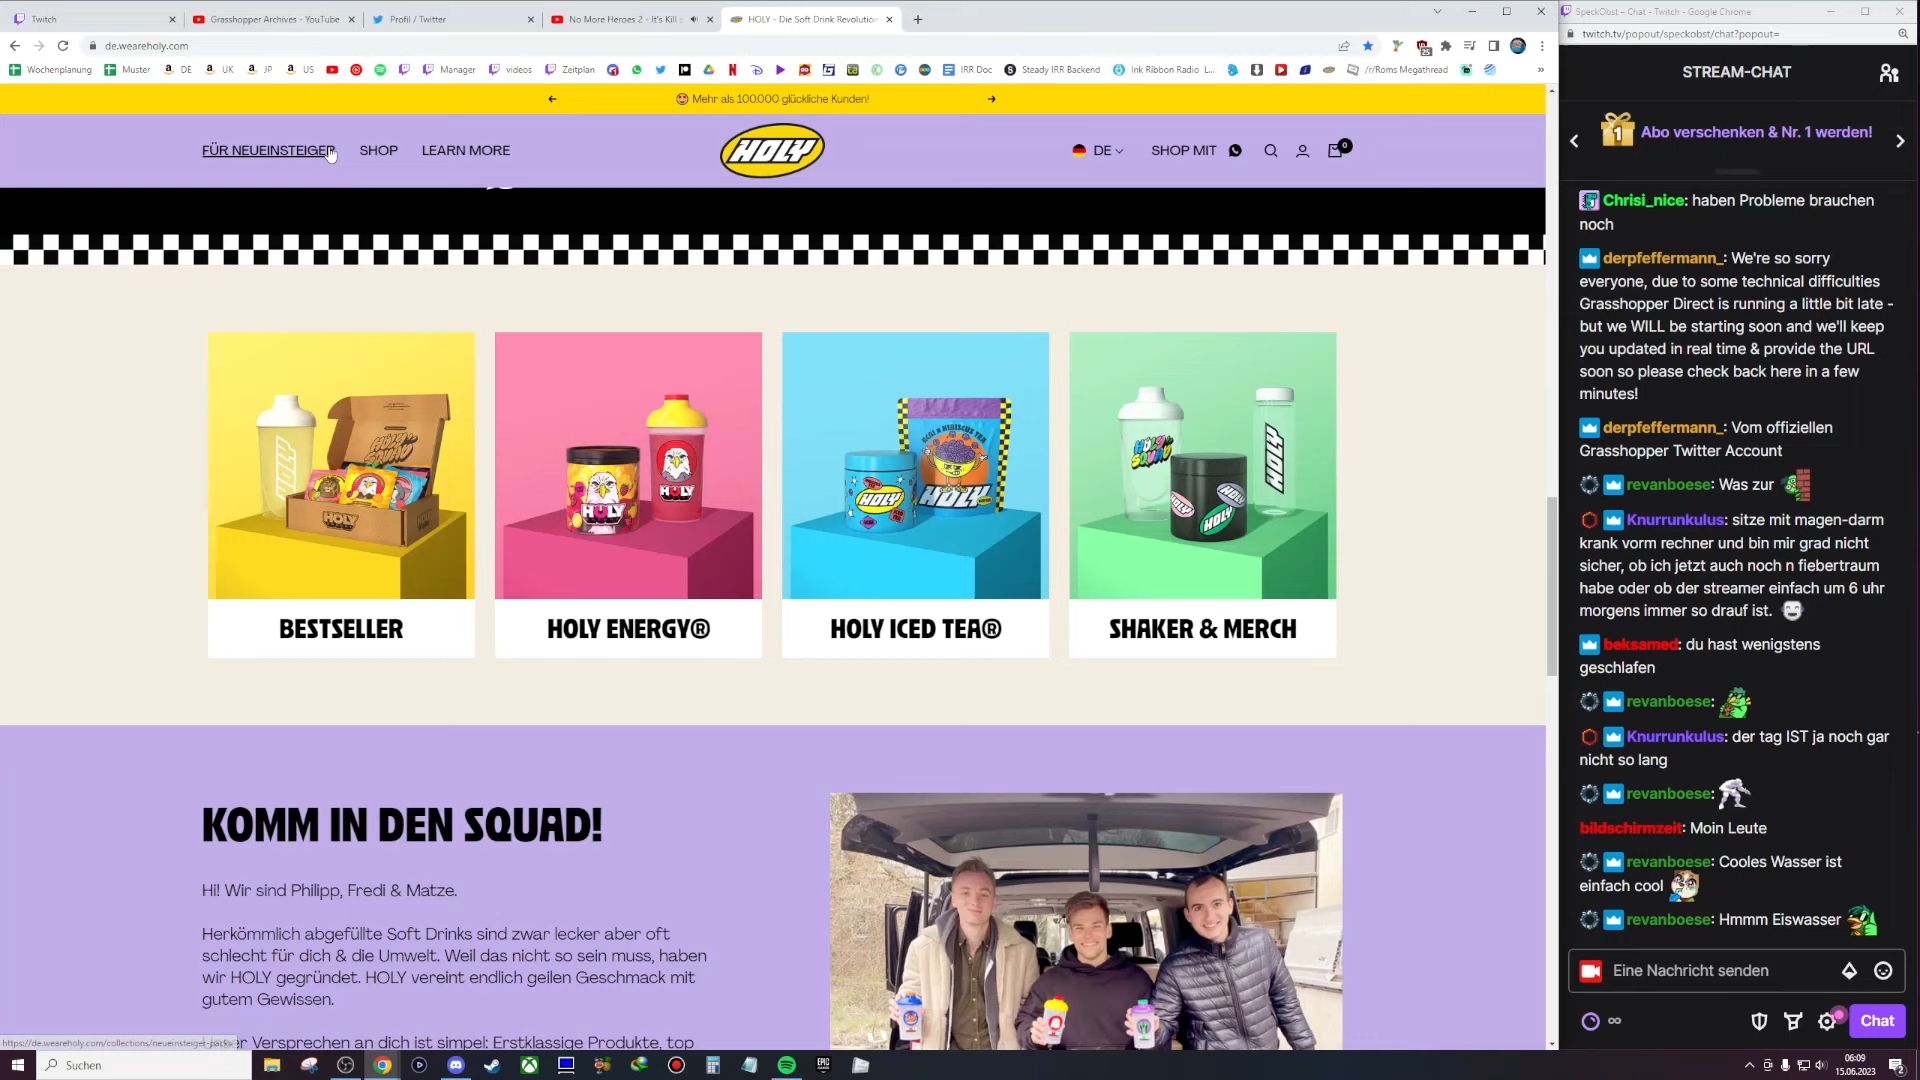 Twitch
Grasshopper Archives - YouTube
Profil / Twitter
No More Heroes 2 - It's Kill
HOLY - Die Soft Drink Revolution
SpeckObst – Chat - Twitch - Google Chrome
de.weareholy.com
twitch.tv/popout/speckobst/chat?popout=
Wochenplanung
Muster
DE
UK
JP
US
Manager
videos
Zeitplan
IRR Doc
Steady IRR Backend
Ink Ribbon Radio L...
/r/Roms Megathread
Mehr als 100.000 glückliche Kunden!
FÜR NEUEINSTEIGER
SHOP
LEARN MORE
HOLY
DE
SHOP MIT
0
BESTSELLER
HOLY ENERGY®
HOLY ICED TEA®
SHAKER & MERCH
KOMM IN DEN SQUAD!
Hi! Wir sind Philipp, Fredi & Matze.
Herkömmlich abgefüllte Soft Drinks sind zwar lecker aber oft
schlecht für dich & die Umwelt. Weil das nicht so sein muss, haben
wir HOLY gegründet. HOLY vereint endlich geilen Geschmack mit
gutem Gewissen.
er Versprechen an dich ist simpel: Erstklassige Produkte, top
https://de.weareholy.com/collections/neueinsteiger-packs
STREAM-CHAT
1
Abo verschenken & Nr. 1 werden!
Chrisi_nice: haben Probleme brauchen
noch
derpfeffermann_: We're so sorry
everyone, due to some technical difficulties
Grasshopper Direct is running a little bit late -
but we WILL be starting soon and we'll keep
you updated in real time & provide the URL
soon so please check back here in a few
minutes!
derpfeffermann_: Vom offiziellen
Grasshopper Twitter Account
revanboese: Was zur
Knurrunkulus: sitze mit magen-darm
krank vorm rechner und bin mir grad nicht
sicher, ob ich jetzt auch noch n fiebertraum
habe oder ob der streamer einfach um 6 uhr
morgens immer so drauf ist.
beksamed: du hast wenigstens
geschlafen
revanboese:
Knurrunkulus: der tag IST ja noch gar
nicht so lang
revanboese:
bildschirmzeit: Moin Leute
revanboese: Cooles Wasser ist
einfach cool
revanboese: Hmmm Eiswasser
Eine Nachricht senden
∞
Chat
Suchen
06:09
15.06.2023